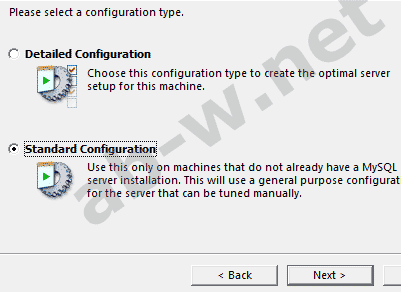 Please select a configuration type.
Detailed Configuration
Choose this configuration type to create the optimal server
setup for this machine.
Standard Configuration
Use this only on machines that do not already have a MySQL
server installation. This will use a general purpose configurat
for the server that can be tuned manually.
< Back
Next >
ab-w.net